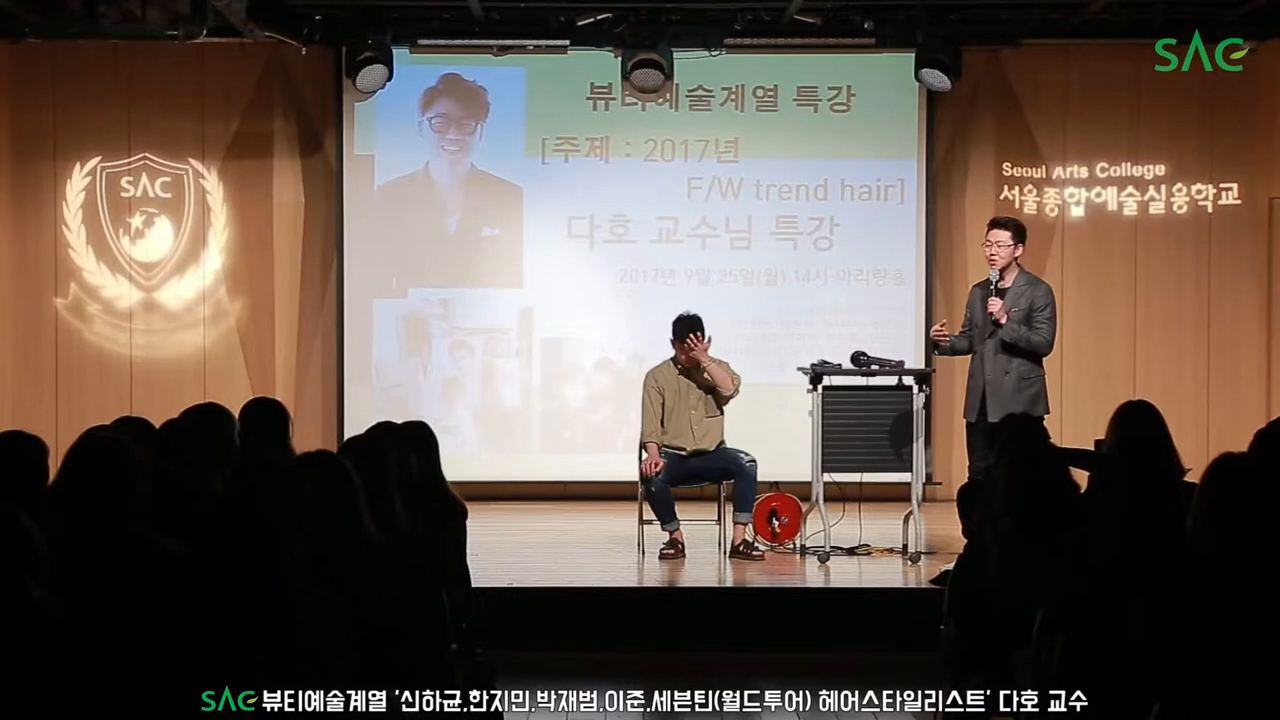 SAC
뷰티예술계열 특강
[주제 : 2017년
F/W trend hair]
다호 교수님 특강
2017년 9월 25일(월) 14시-아리랑홀
SAC
Seoul Arts College
서울종합예술실용학교
SAC 뷰티예술계열 '신하균,한지민,박재범,이준,세븐틴(월드투어) 헤어스타일리스트' 다호 교수